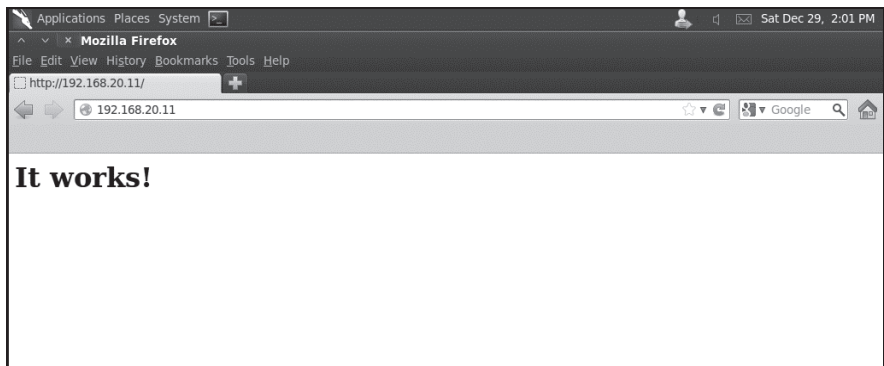 Applications Places System
Sat Dec 29, 2:01 PM
Mozilla Firefox
File Edit View History Bookmarks Tools Help
http://192.168.20.11/
192.168.20.11
Google
It works!